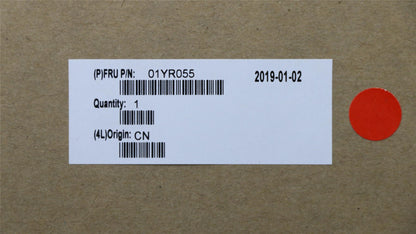 (P)FRU P/N: 01YR055 2019-01-02
Quantity: 1
(4L)Origin: CN